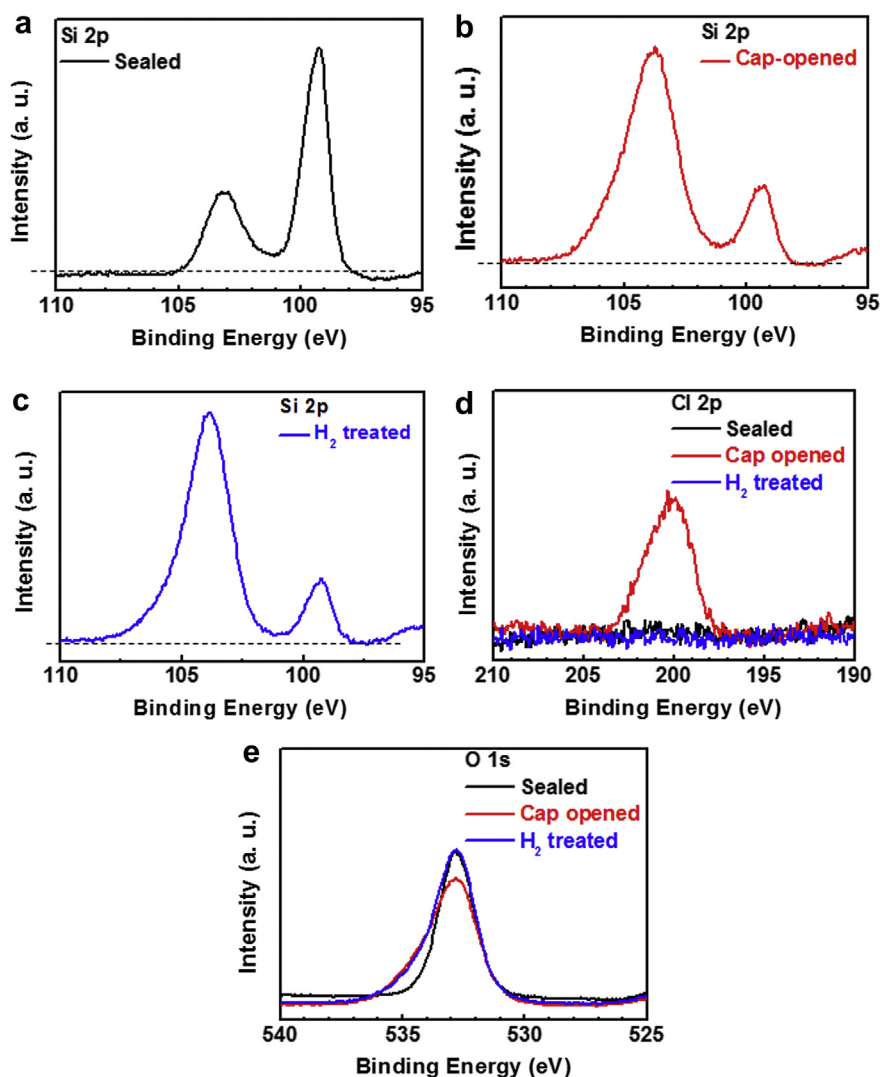 a
Si 2p
Sealed
Intensity (a. u.)
110 105 100 95
Binding Energy (eV)
b
Si 2p
Cap-opened
Intensity (a. u.)
110 105 100 95
Binding Energy (eV)
c
Si 2p
H₂ treated
Intensity (a. u.)
110 105 100 95
Binding Energy (eV)
d
Cl 2p
Sealed
Cap opened
H₂ treated
Intensity (a. u.)
210 205 200 195 190
Binding Energy (eV)
e
O 1s
Sealed
Cap opened
H₂ treated
Intensity (a. u.)
540 535 530 525
Binding Energy (eV)